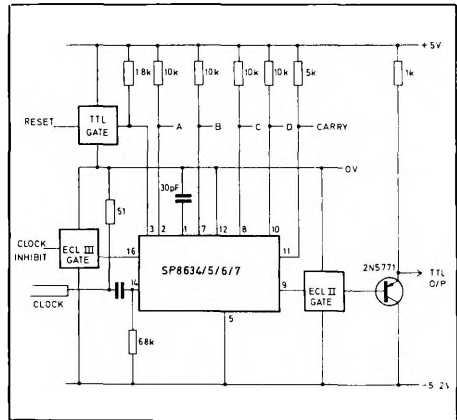 +5V
1.8k 10k 10k 10k 10k 5k 1k
RESET TTL GATE
A B C D CARRY
0V
30pF
51
3 2 1 7 12 8 10
CLOCK INHIBIT ECL III GATE 16
11
SP8634/5/6/7
2N5771
TTL O/P
14
CLOCK
9 ECL II GATE
68k
5
-5.2V